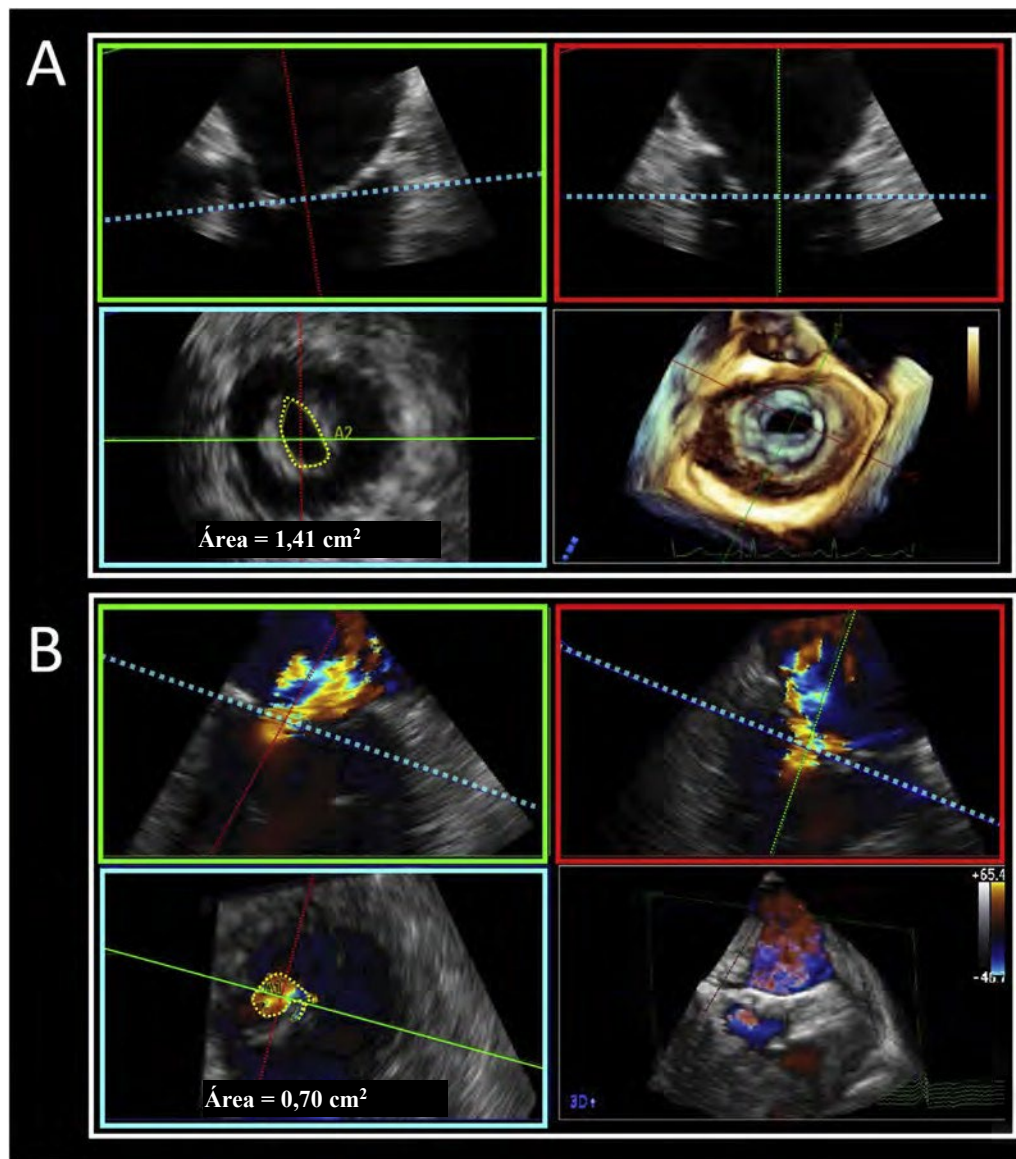 A
A2
Área = 1,41 cm²
B
+65.4
Área = 0,70 cm²
3D↑